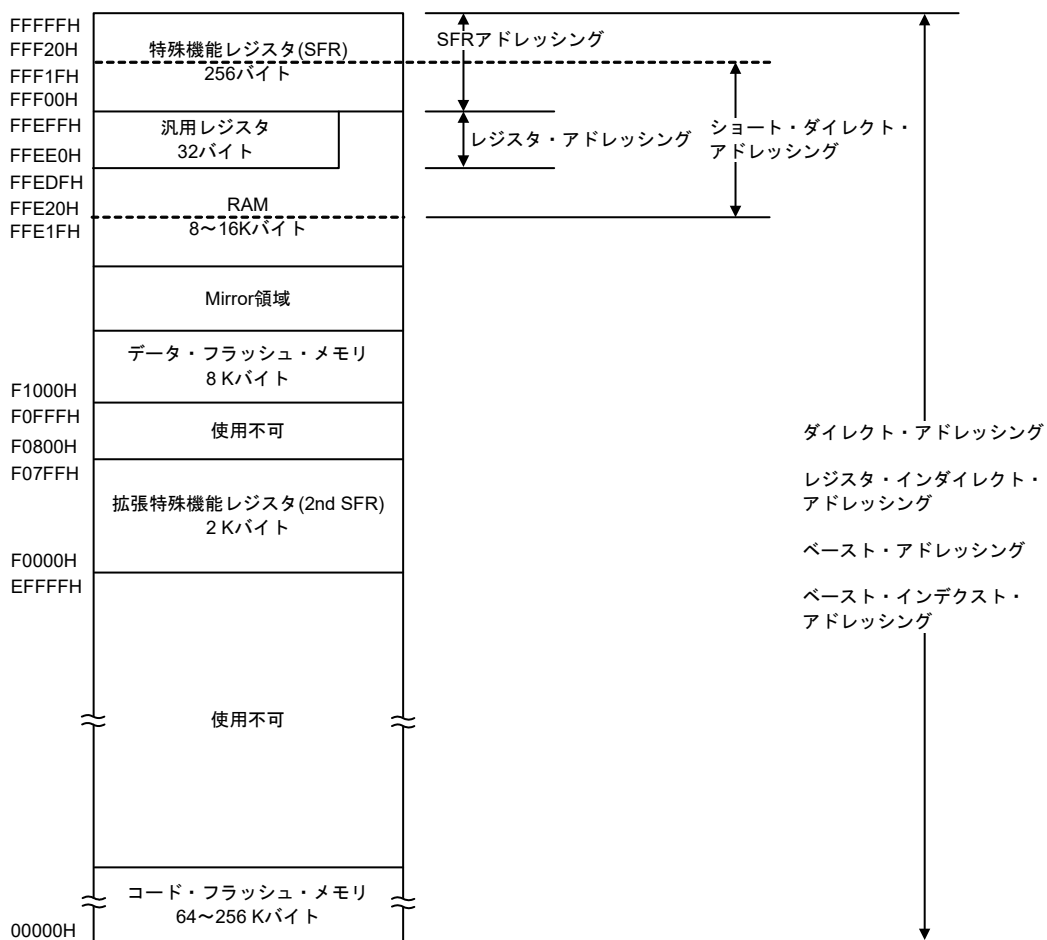 FFFFFH
SFRアドレッシング
FFF20H
特殊機能レジスタ(SFR)
256バイト
FFF1FH
FFF00H
FFEFFH
汎用レジスタ
32バイト
レジスタ・アドレッシング
ショート・ダイレクト・
アドレッシング
FFEE0H
FFEDFH
FFE20H
RAM
8～16Kバイト
FFE1FH
Mirror領域
データ・フラッシュ・メモリ
8 Kバイト
F1000H
F0FFFH
使用不可
F0800H
F07FFH
ダイレクト・アドレッシング
レジスタ・インダイレクト・
アドレッシング
ベースト・アドレッシング
ベースト・インデクスト・
アドレッシング
拡張特殊機能レジスタ(2nd SFR)
2 Kバイト
F0000H
EFFFFH
使用不可
コード・フラッシュ・メモリ
64～256 Kバイト
00000H